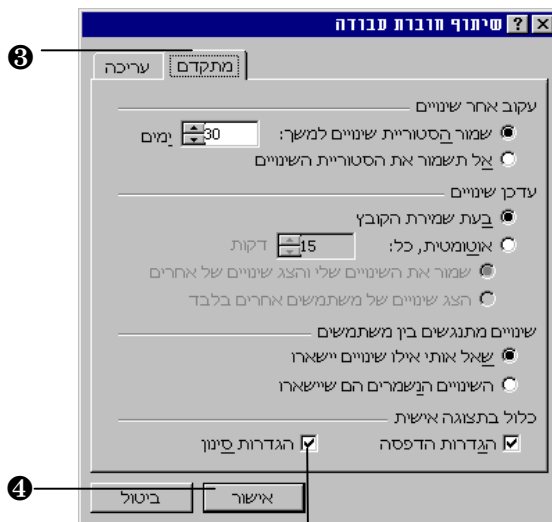 שיתוף חוברת עבודה
❸
עריכה מתקדם
עקוב אחר שינויים
שמור הסטוריית שינויים למשך: 30 ימים
אל תשמור את הסטוריית השינויים
עדכן שינויים
בעת שמירת הקובץ
אוטומטית, כל: 15 דקות
שמור את השינויים שלי והצג שינויים של אחרים
הצג שינויים של משתמשים אחרים בלבד
שינויים מתנגשים בין משתמשים
שאל אותי אילו שינויים יישארו
השינויים הנשמרים הם שיישארו
כלול בתצוגה אישית
הגדרות הדפסה הגדרות סינון
❹
אישור ביטול